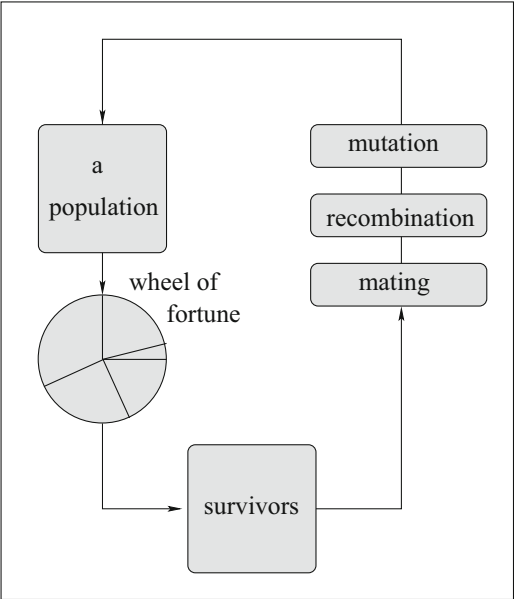 a
population
wheel of
fortune
survivors
mutation
recombination
mating